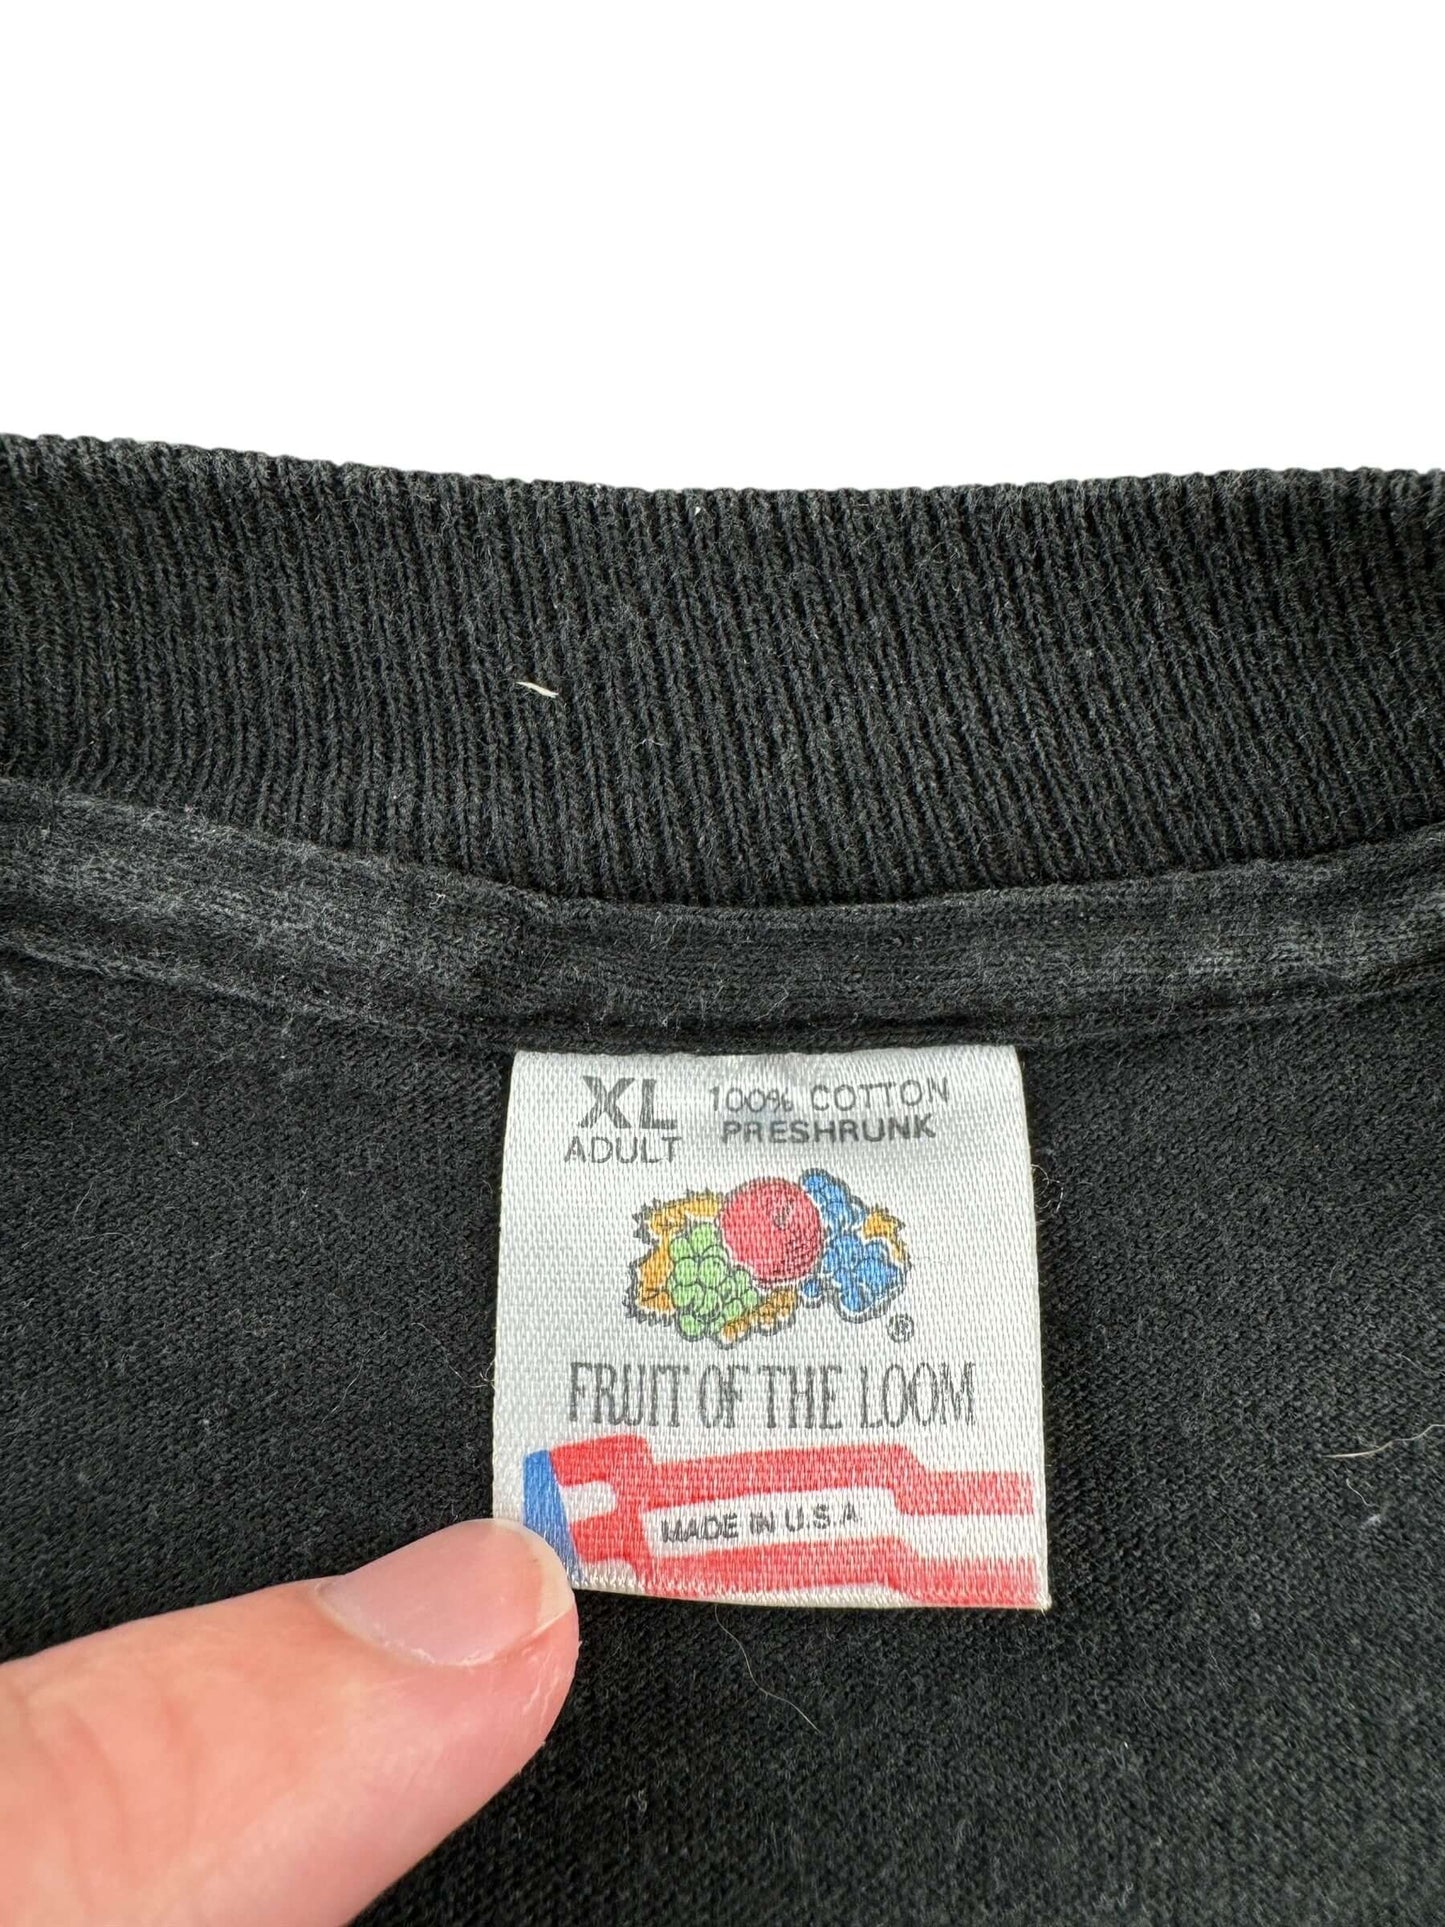 XL 100% COTTON
ADULT PRESHRUNK
®
FRUIT OF THE LOOM
MADE IN U.S.A